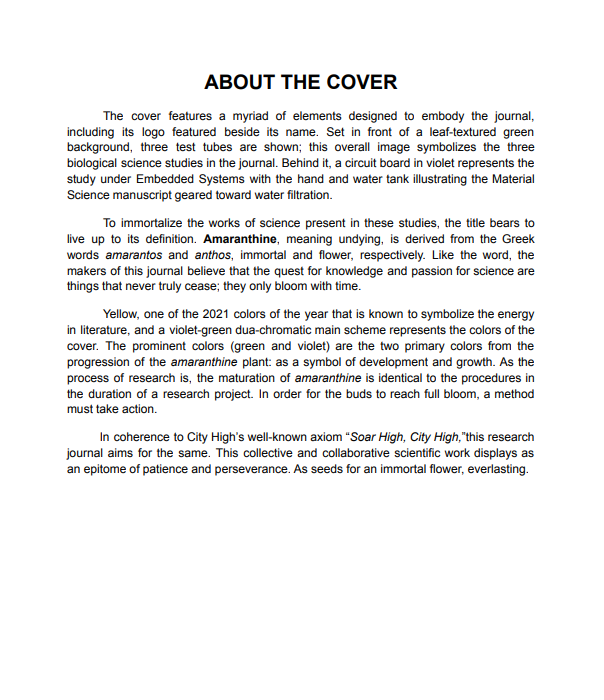 ABOUT THE COVER
The cover features a myriad of elements designed to embody the journal,
including its logo featured beside its name. Set in front of a leaf-textured green
background, three test tubes are shown; this overall image symbolizes the three
biological science studies in the journal. Behind it, a circuit board in violet represents the
study under Embedded Systems with the hand and water tank illustrating the Material
Science manuscript geared toward water filtration.
To immortalize the works of science present in these studies, the title bears to
live up to its definition. Amaranthine, meaning undying, is derived from the Greek
words amarantos and anthos, immortal and flower, respectively. Like the word, the
makers of this journal believe that the quest for knowledge and passion for science are
things that never truly cease; they only bloom with time.
Yellow, one of the 2021 colors of the year that is known to symbolize the energy
in literature, and a violet-green dua-chromatic main scheme represents the colors of the
cover. The prominent colors (green and violet) are the two primary colors from the
progression of the amaranthine plant: as a symbol of development and growth. As the
process of research is, the maturation of amaranthine is identical to the procedures in
the duration of a research project. In order for the buds to reach full bloom, a method
must take action.
In coherence to City High’s well-known axiom “Soar High, City High,”this research
journal aims for the same. This collective and collaborative scientific work displays as
an epitome of patience and perseverance. As seeds for an immortal flower, everlasting.